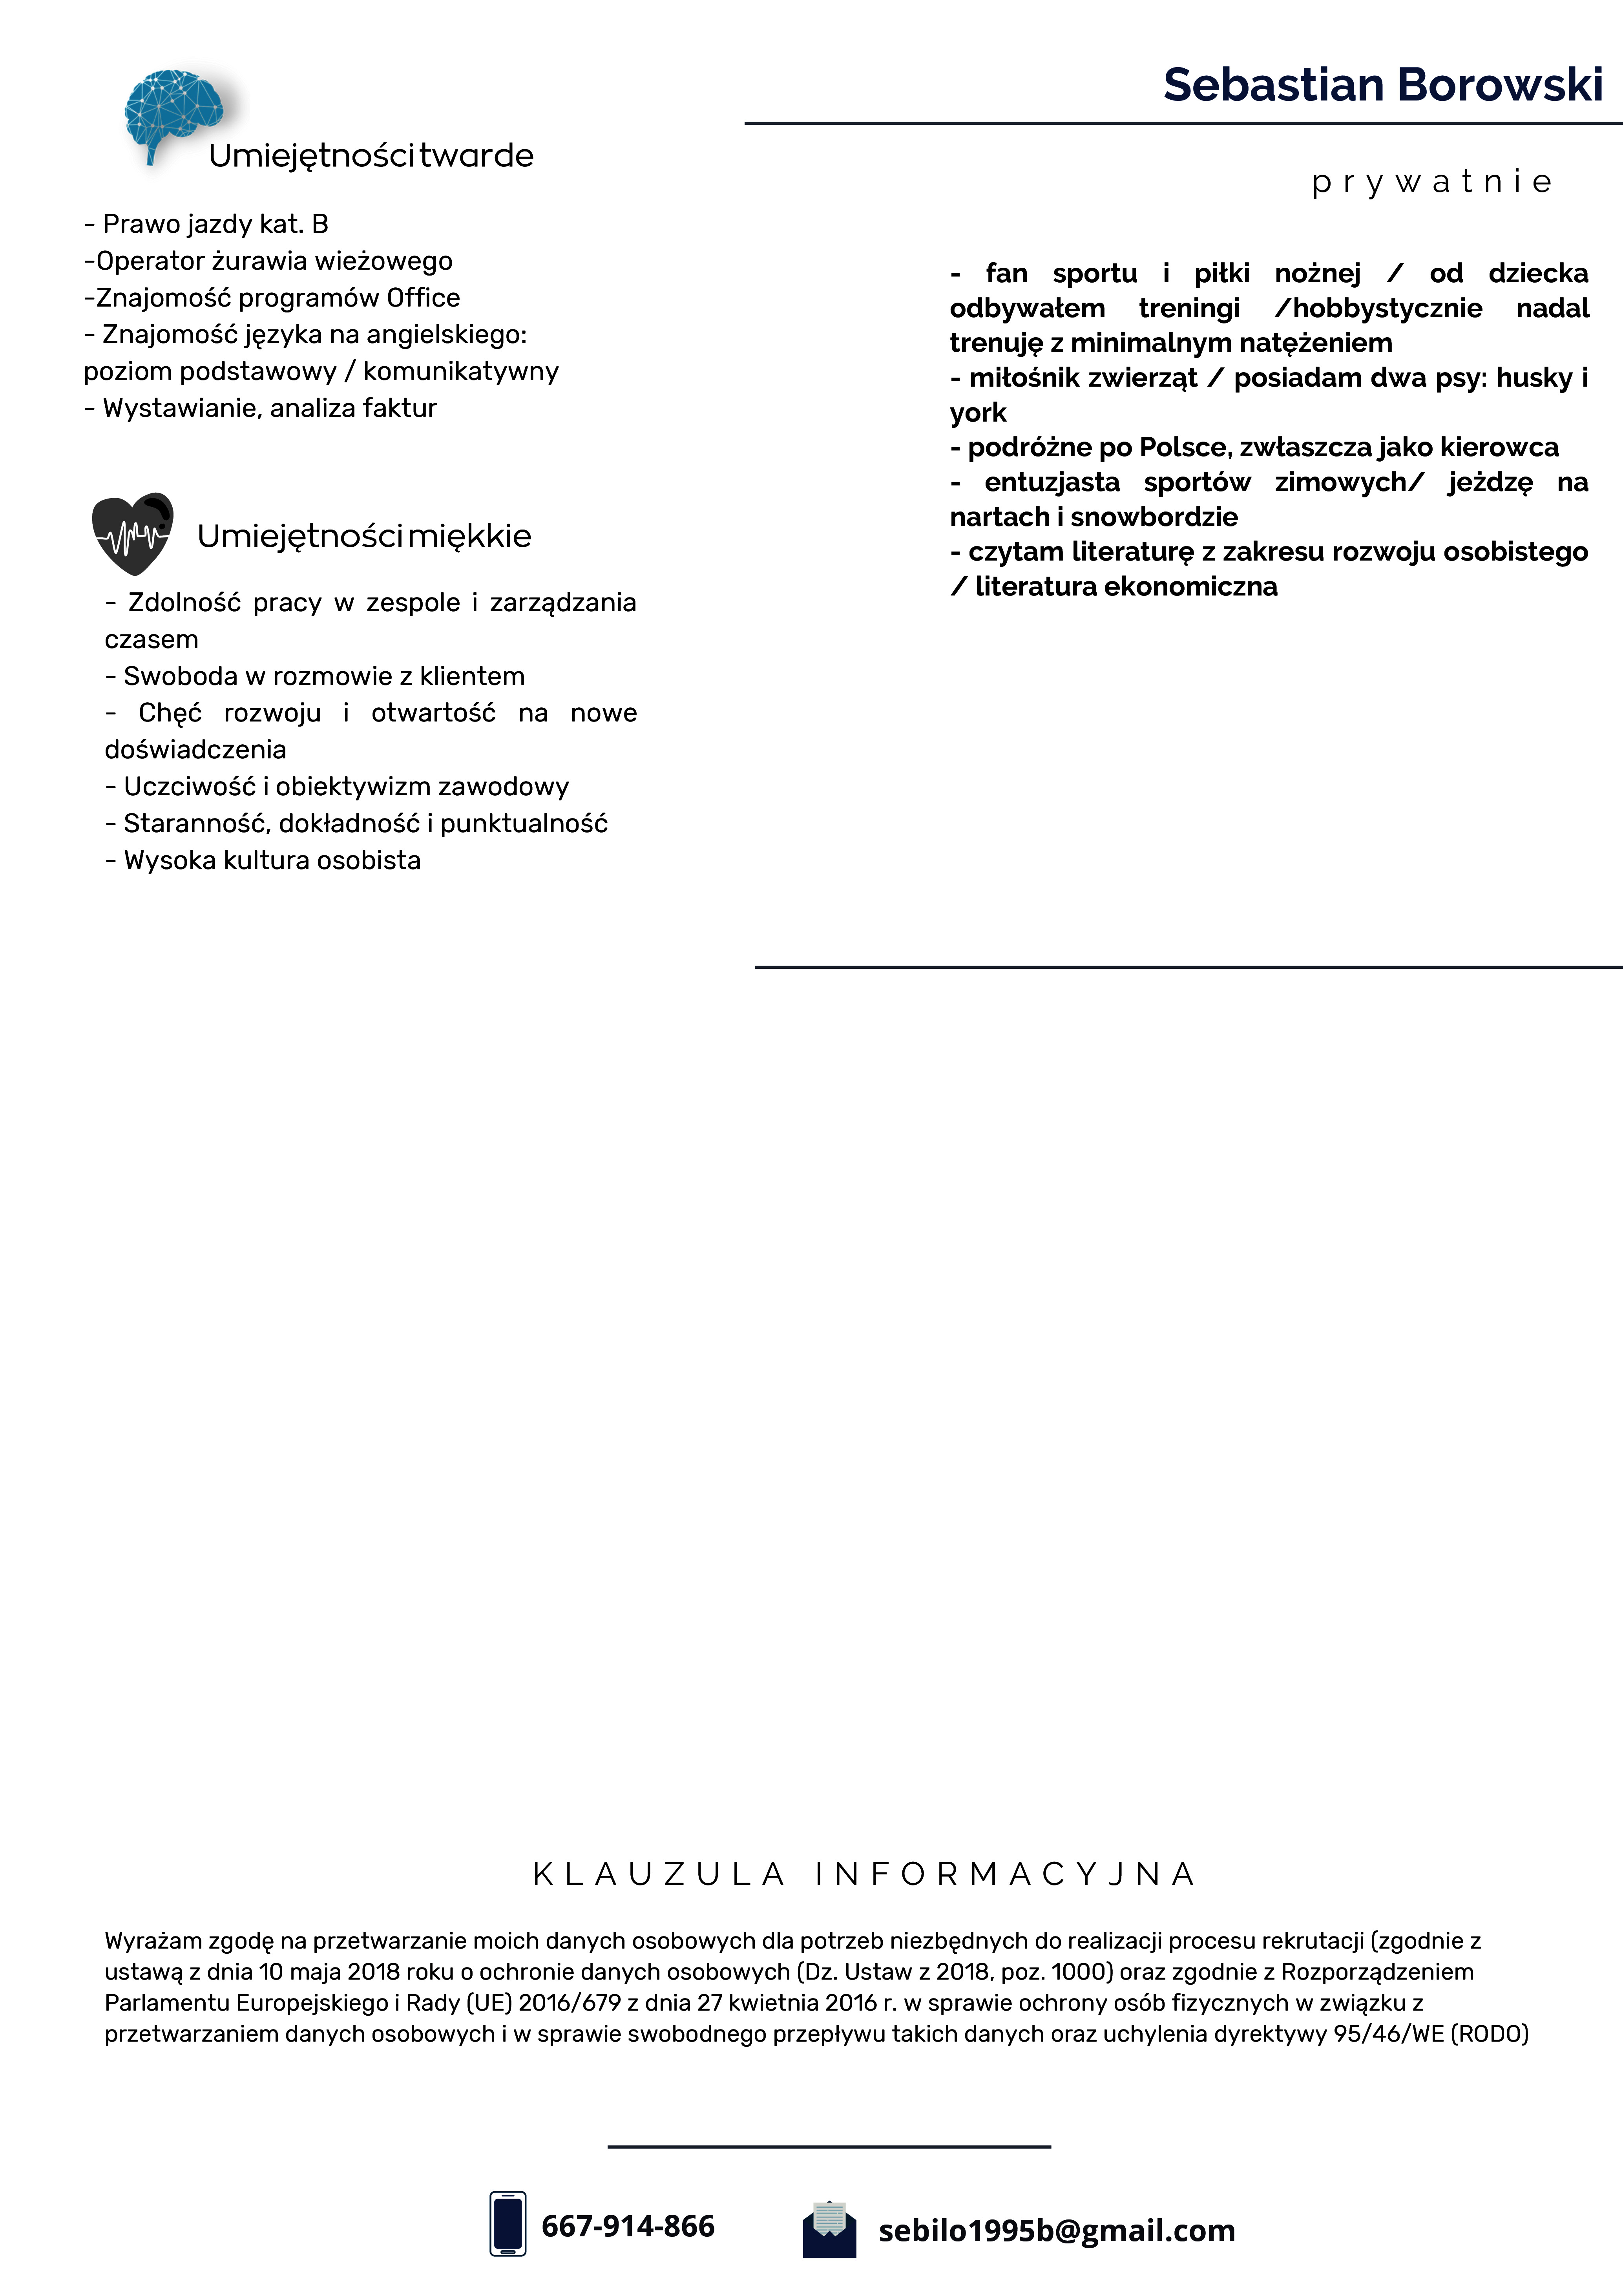 Umiejętności twarde
- Prawo jazdy kat. B
-Operator żurawia wieżowego
-Znajomość programów Office
- Znajomość języka na angielskiego:
poziom podstawowy / komunikatywny
- Wystawianie, analiza faktur
Umiejętności miękkie
- Zdolność pracy w zespole i zarządzania
czasem
- Swoboda w rozmowie z klientem
- Chęć rozwoju i otwartość na nowe
doświadczenia
- Uczciwość i obiektywizm zawodowy
- Staranność, dokładność i punktualność
- Wysoka kultura osobista
Sebastian Borowski
prywatnie
- fan sportu i piłki nożnej / od dziecka
odbywałem treningi /hobbystycznie nadal
trenuję z minimalnym natężeniem
- miłośnik zwierząt / posiadam dwa psy: husky i
york
- podróżne po Polsce, zwłaszcza jako kierowca
- entuzjasta sportów zimowych/ jeżdzę na
nartach i snowbordzie
- czytam literaturę z zakresu rozwoju osobistego
/ literatura ekonomiczna
KLAUZULA INFORMACYJNA
Wyrażam zgodę na przetwarzanie moich danych osobowych dla potrzeb niezbędnych do realizacji procesu rekrutacji (zgodnie z
ustawą z dnia 10 maja 2018 roku o ochronie danych osobowych (Dz. Ustaw z 2018, poz. 1000) oraz zgodnie z Rozporządzeniem
Parlamentu Europejskiego i Rady (UE) 2016/679 z dnia 27 kwietnia 2016 r. w sprawie ochrony osób fizycznych w związku z
przetwarzaniem danych osobowych i w sprawie swobodnego przepływu takich danych oraz uchylenia dyrektywy 95/46/WE (RODO)
667-914-866
sebilo1995b@gmail.com